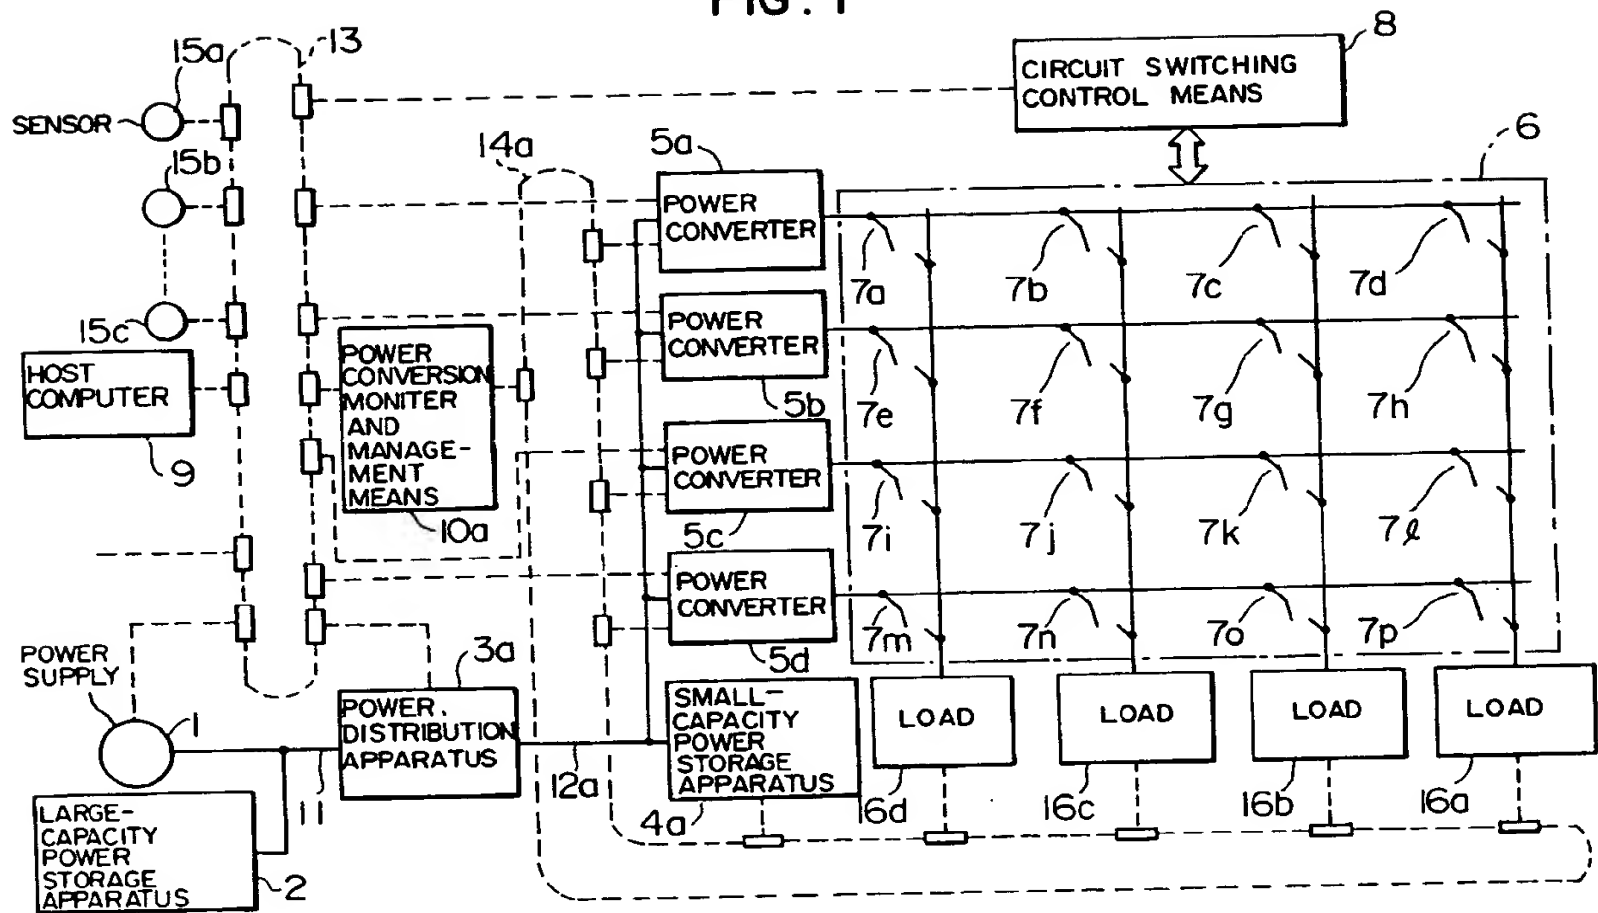 FIG. 1
15a
13
8
CIRCUIT SWITCHING
CONTROL MEANS
SENSOR
15b
14a
5a
6
POWER
CONVERTER
7a
7b
7c
7d
15c
POWER
CONVERTER
HOST
COMPUTER
9
POWER
CONVERSION
MONITER
AND
MANAGE-
MENT
MEANS
10a
5b
7e
7f
7g
7h
POWER
CONVERTER
5c
7i
7j
7k
7l
POWER
CONVERTER
5d
7m
7n
7o
7p
POWER
SUPPLY
1
3a
POWER
DISTRIBUTION
APPARATUS
11
12a
SMALL-
CAPACITY
POWER
STORAGE
APPARATUS
4a
LOAD
LOAD
LOAD
LOAD
16d
16c
16b
16a
LARGE-
CAPACITY
POWER
STORAGE
APPARATUS
2